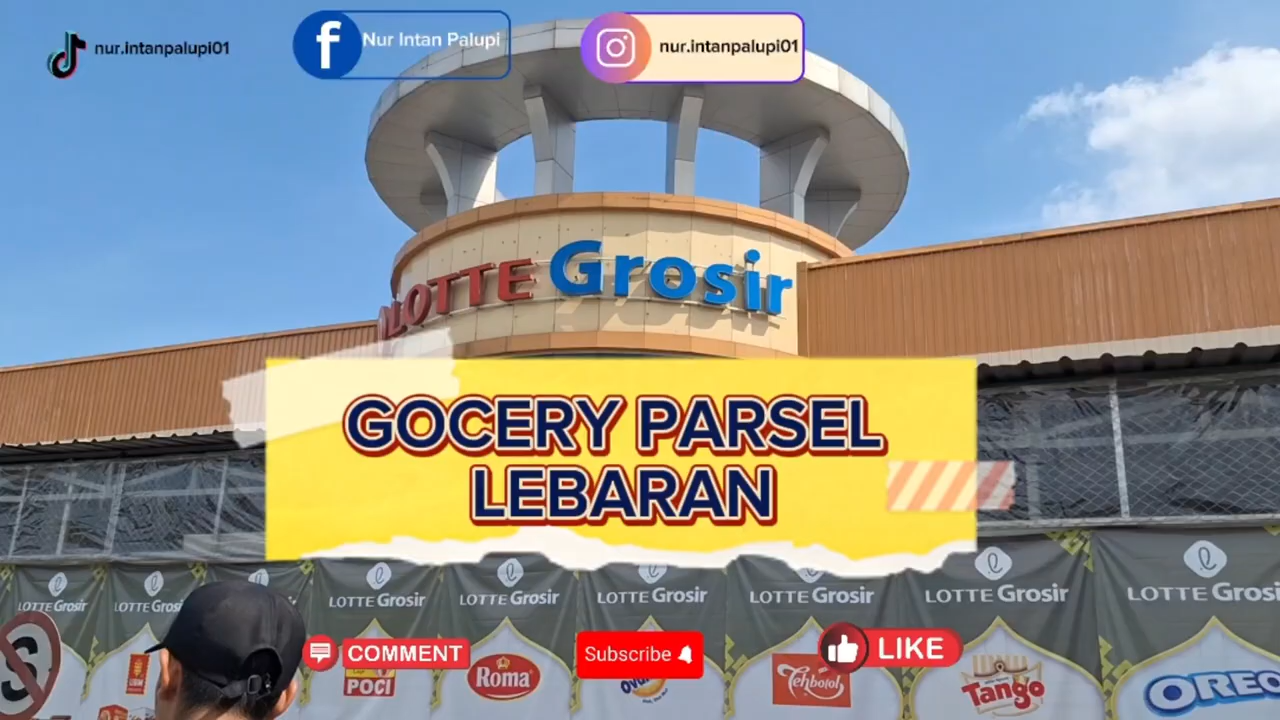 nur.intanpalupi01
Nur Intan Palupi
nur.intanpalupi01
LOTTE Grosir
GOCERY PARSEL
LEBARAN
LOTTE Grosir
LOTTE Grosir
LOTTE Grosir
LOTTE Grosir
LOTTE Grosir
LOTTE Grosir
LOTTE Grosir
LOTTE Grosi
S
COMMENT
Subscribe
LIKE
POCI
Roma
Tehbotol
Tango
OREO